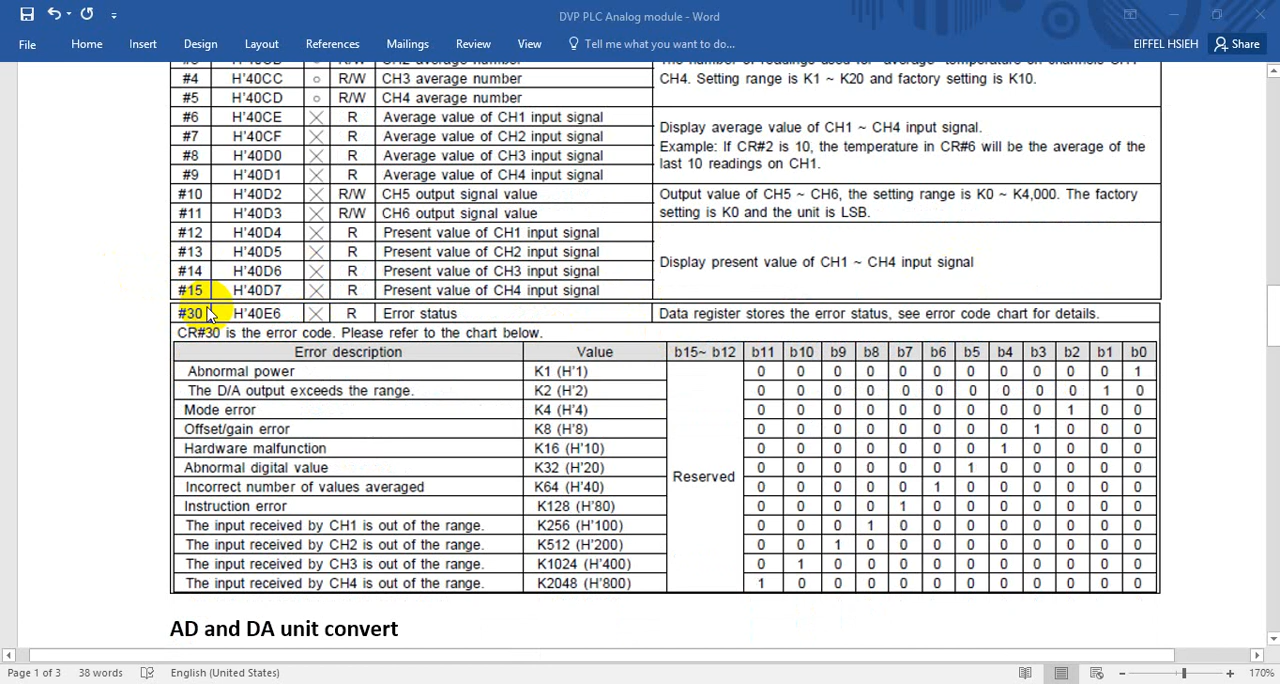 DVP PLC Analog module - Word
File Home Insert Design Layout References Mailings Review View Tell me what you want to do... EIFFEL HSIEH Share
#4 H'40CC ○ R/W CH3 average number CH4. Setting range is K1 ~ K20 and factory setting is K10.
#5 H'40CD ○ R/W CH4 average number
#6 H'40CE X R Average value of CH1 input signal
Display average value of CH1 ~ CH4 input signal.
#7 H'40CF X R Average value of CH2 input signal
Example: If CR#2 is 10, the temperature in CR#6 will be the average of the
#8 H'40D0 X R Average value of CH3 input signal
last 10 readings on CH1.
#9 H'40D1 X R Average value of CH4 input signal
#10 H'40D2 R/W CH5 output signal value Output value of CH5 ~ CH6, the setting range is K0 ~ K4,000. The factory
#11 H'40D3 X R/W CH6 output signal value setting is K0 and the unit is LSB.
#12 H'40D4 X R Present value of CH1 input signal
#13 H'40D5 X R Present value of CH2 input signal
Display present value of CH1 ~ CH4 input signal
#14 H'40D6 X R Present value of CH3 input signal
#15 H'40D7 X R Present value of CH4 input signal
#30 H'40E6 X R Error status Data register stores the error status, see error code chart for details.
CR#30 is the error code. Please refer to the chart below.
Error description Value b15~ b12 b11 b10 b9 b8 b7 b6 b5 b4 b3 b2 b1 b0
Abnormal power K1 (H'1) 0 0 0 0 0 0 0 0 0 0 0 1
The D/A output exceeds the range. K2 (H'2) 0 0 0 0 0 0 0 0 0 0 1 0
Mode error K4 (H'4) 0 0 0 0 0 0 0 0 0 1 0 0
Offset/gain error K8 (H'8) 0 0 0 0 0 0 0 0 1 0 0 0
Hardware malfunction K16 (H'10) 0 0 0 0 0 0 0 1 0 0 0 0
Abnormal digital value K32 (H'20) 0 0 0 0 0 0 1 0 0 0 0 0
Reserved
Incorrect number of values averaged K64 (H'40) 0 0 0 0 0 1 0 0 0 0 0 0
Instruction error K128 (H'80) 0 0 0 0 1 0 0 0 0 0 0 0
The input received by CH1 is out of the range. K256 (H'100) 0 0 0 1 0 0 0 0 0 0 0 0
The input received by CH2 is out of the range. K512 (H'200) 0 0 1 0 0 0 0 0 0 0 0 0
The input received by CH3 is out of the range. K1024 (H'400) 0 1 0 0 0 0 0 0 0 0 0 0
The input received by CH4 is out of the range. K2048 (H'800) 1 0 0 0 0 0 0 0 0 0 0 0
AD and DA unit convert
Page 1 of 3 38 words English (United States) 170%